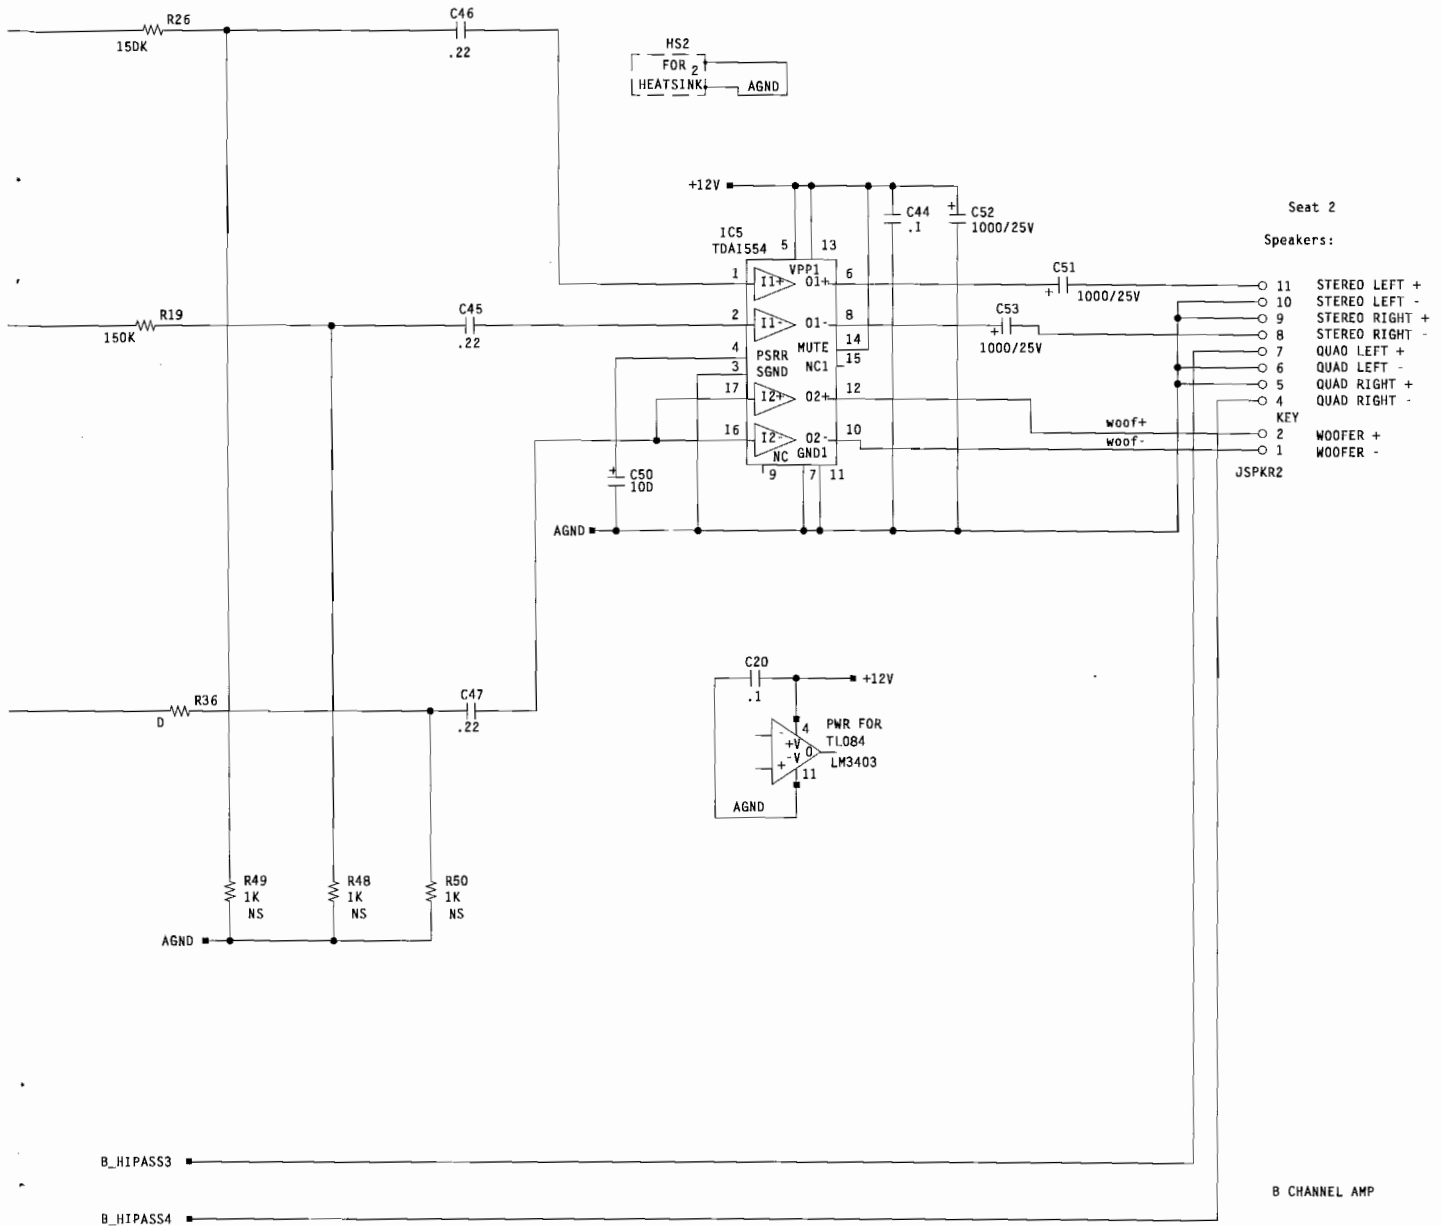 R26
150K
C46
.22
HS2
FOR 2
HEATSINK
AGND
+12V
C44
.1
+
C52
1000/25V
Seat 2
Speakers:
IC5
TDA1554
5
13
VPP1
1
I1+
O1+
6
C51
+
1000/25V
11 STEREO LEFT +
10 STEREO LEFT -
9 STEREO RIGHT +
8 STEREO RIGHT -
7 QUAD LEFT +
6 QUAD LEFT -
5 QUAD RIGHT +
4 QUAD RIGHT -
KEY
2 WOOFER +
1 WOOFER -
JSPKR2
R19
150K
C45
.22
2
I1-
O1-
8
C53
+
1000/25V
4
PSRR
MUTE
14
3
SGND
NC1
15
17
I2+
O2+
12
woof+
16
I2-
O2-
10
woof-
NC
GND1
9
7
11
+
C50
100
AGND
C20
.1
+12V
R36
0
C47
.22
4
PWR FOR
TL084
LM3403
-
+V
-V
O
+
11
AGND
R49
1K
NS
R48
1K
NS
R50
1K
NS
AGND
B_HIPASS3
B_HIPASS4
B CHANNEL AMP